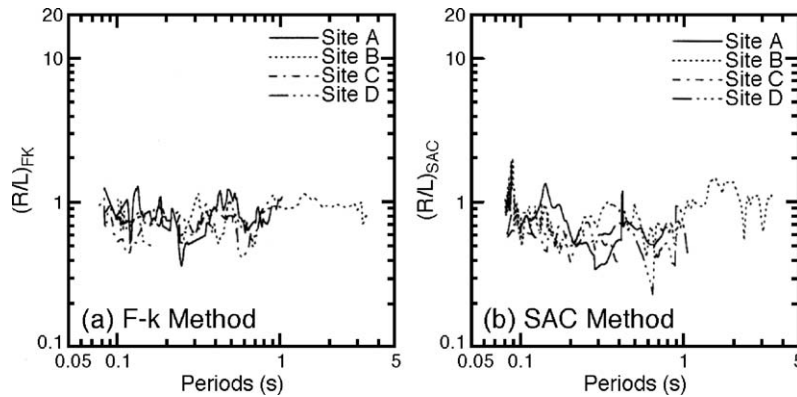 20
10
1
0.1
0.05
0.1
1
5
(R/L)FK
Periods (s)
Site A
Site B
Site C
Site D
(a) F-k Method
20
10
1
0.1
0.05
0.1
1
5
(R/L)SAC
Periods (s)
Site A
Site B
Site C
Site D
(b) SAC Method